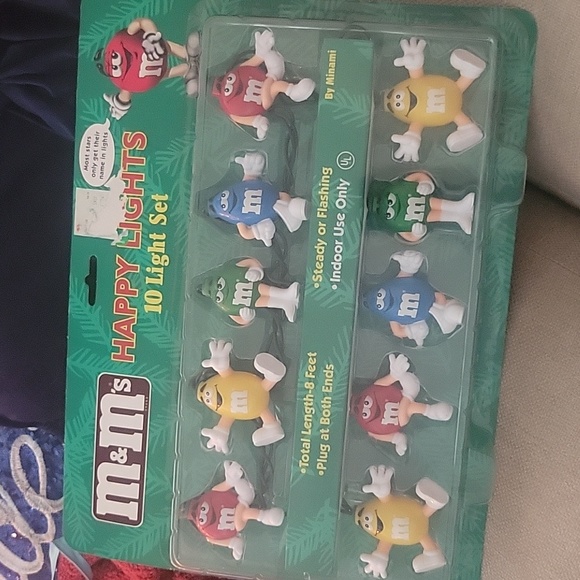 m&m's
HAPPY LIGHTS
10 Light Set
Most stars
only get their
name in lights
•Total Length-8 Feet
•Plug at Both Ends
•Steady or Flashing
•Indoor Use Only UL
By Minami
m
m
m
m
m
m
m
m
m
m
m